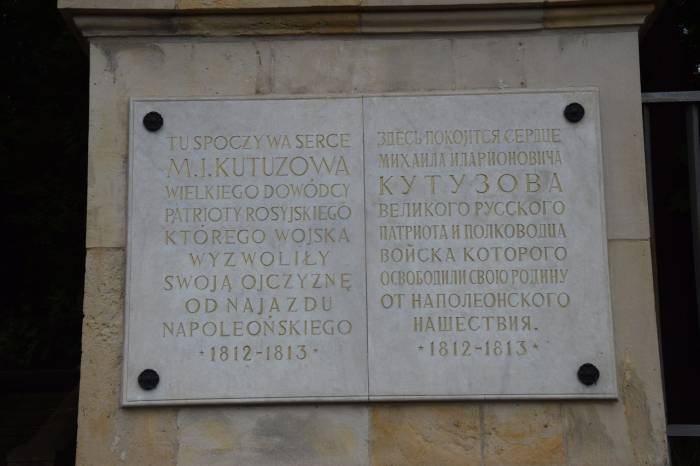 TU SPOCZYWA SERCE
M.I.KUTUZOWA
WIELKIEGO DOWÓDCY
PATRIOTY ROSYJSKIEGO
KTÓREGO WOJSKA
WYZWOLIŁY
SWOJĄ OJCZYZNĘ
OD NAJAZDU
NAPOLEOŃSKIEGO
*1812-1813*
ЗДЕСЬ ПОКОИТСЯ СЕРДЦЕ
МИХАИЛА ИЛАРИОНОВИЧА
КУТУЗОВА
ВЕЛИКОГО РУССКОГО
ПАТРИОТА И ПОЛКОВОДЦА
ВОЙСКА КОТОРОГО
ОСВОБОДИЛИ СВОЮ РОДИНУ
ОТ НАПОЛЕОНСКОГО
НАШЕСТВИЯ.
*1812-1813*